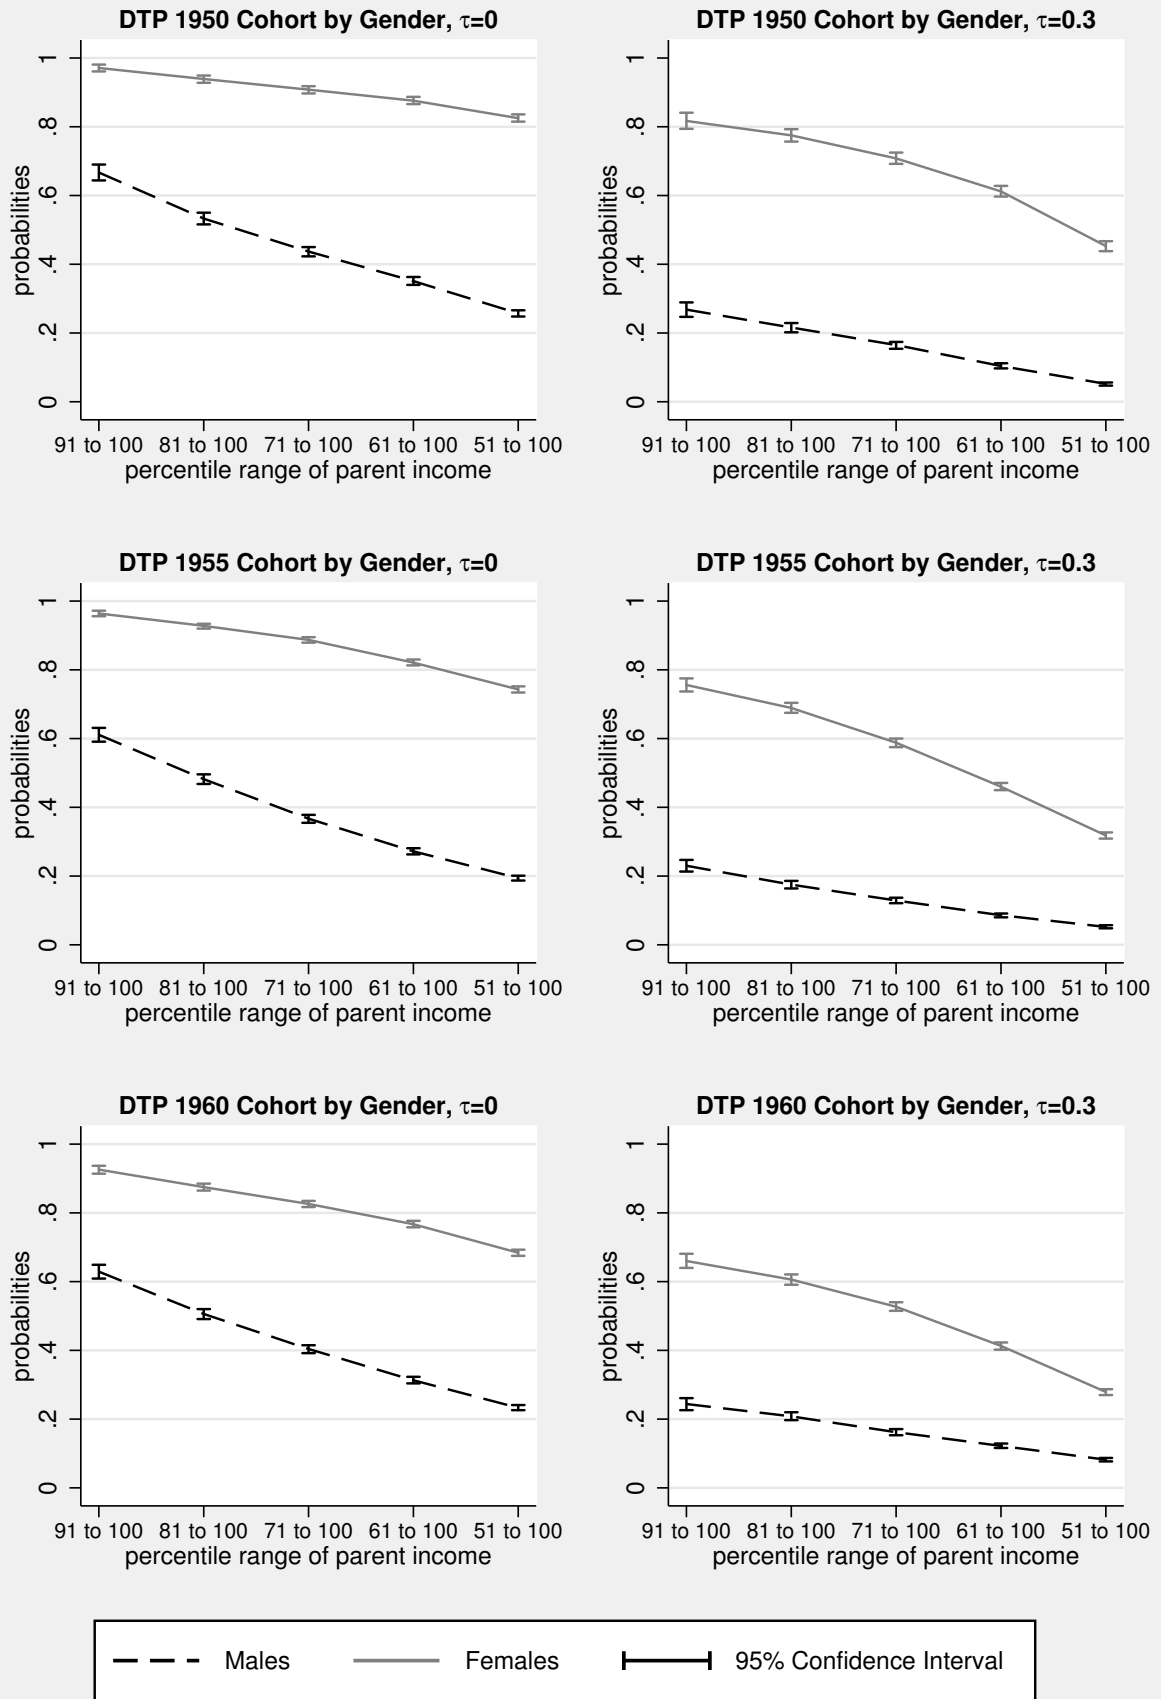 DTP 1950 Cohort by Gender, τ=0
probabilities
1
.8
.6
.4
.2
0
91 to 100 81 to 100 71 to 100 61 to 100 51 to 100
percentile range of parent income
DTP 1950 Cohort by Gender, τ=0.3
probabilities
1
.8
.6
.4
.2
0
91 to 100 81 to 100 71 to 100 61 to 100 51 to 100
percentile range of parent income
DTP 1955 Cohort by Gender, τ=0
probabilities
1
.8
.6
.4
.2
0
91 to 100 81 to 100 71 to 100 61 to 100 51 to 100
percentile range of parent income
DTP 1955 Cohort by Gender, τ=0.3
probabilities
1
.8
.6
.4
.2
0
91 to 100 81 to 100 71 to 100 61 to 100 51 to 100
percentile range of parent income
DTP 1960 Cohort by Gender, τ=0
probabilities
1
.8
.6
.4
.2
0
91 to 100 81 to 100 71 to 100 61 to 100 51 to 100
percentile range of parent income
DTP 1960 Cohort by Gender, τ=0.3
probabilities
1
.8
.6
.4
.2
0
91 to 100 81 to 100 71 to 100 61 to 100 51 to 100
percentile range of parent income
Males Females 95% Confidence Interval